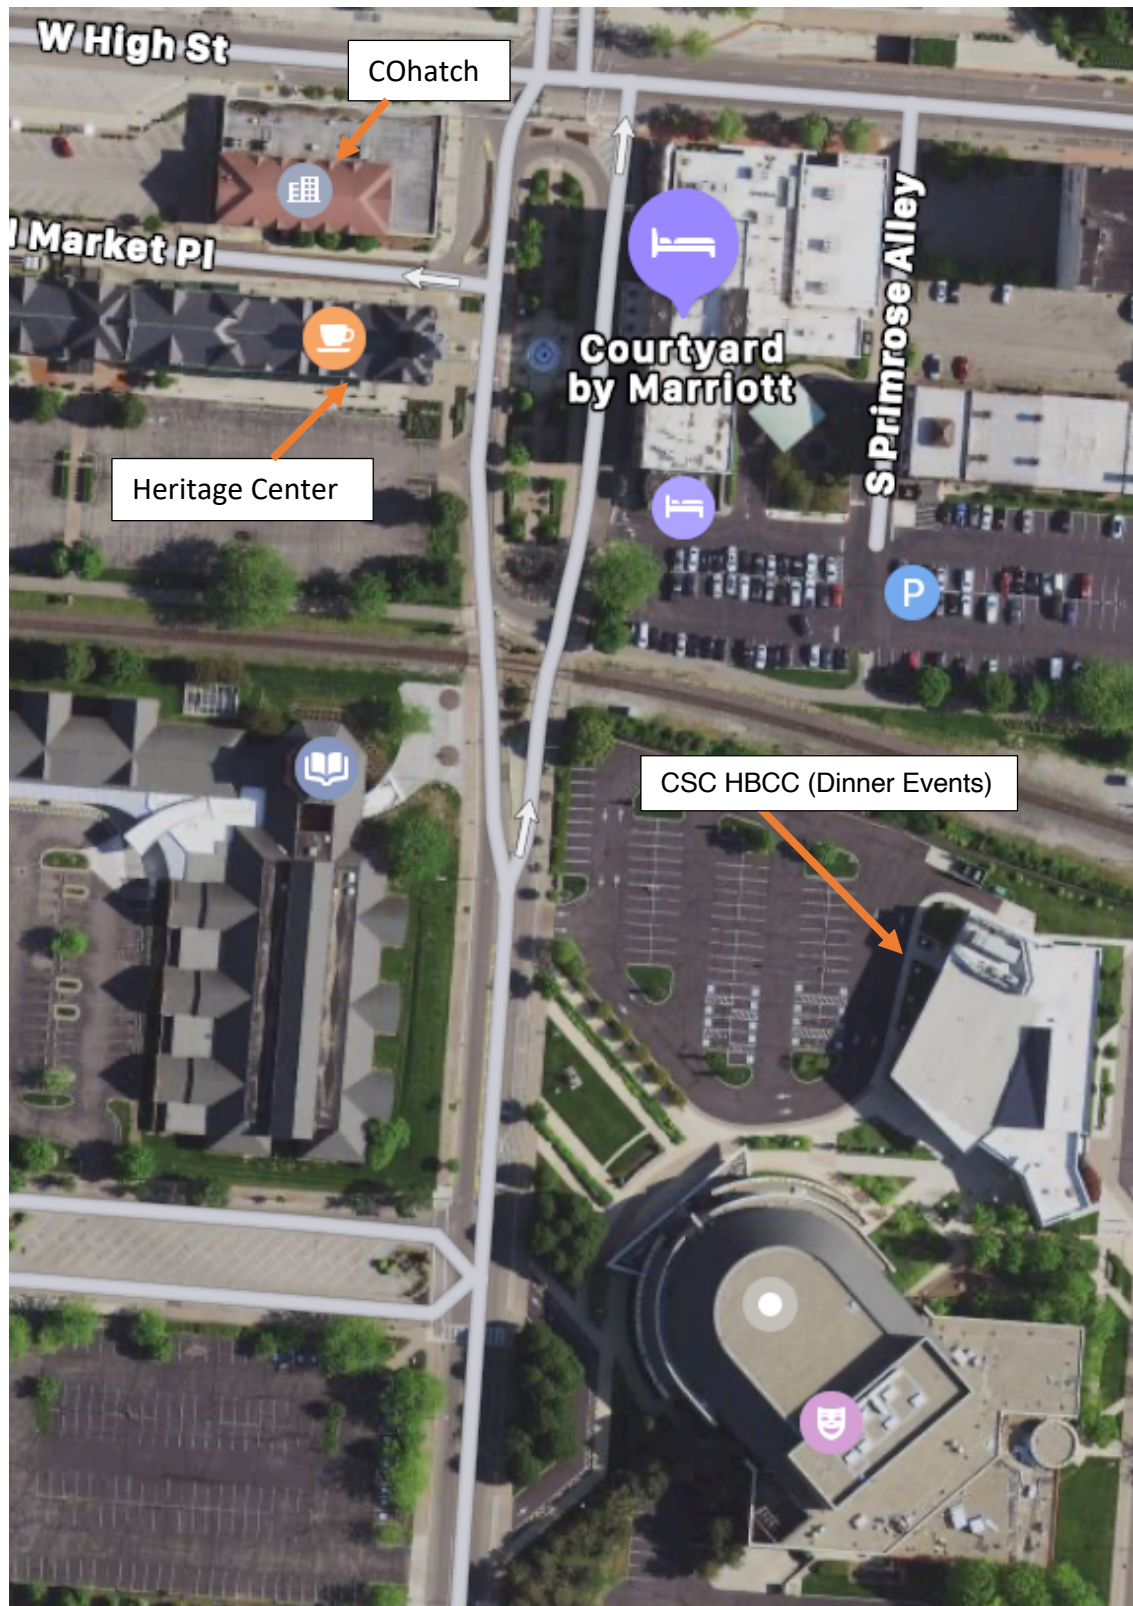 W High St
COhatch
l Market Pl
S Primrose Alley
Courtyard
by Marriott
Heritage Center
P
CSC HBCC (Dinner Events)